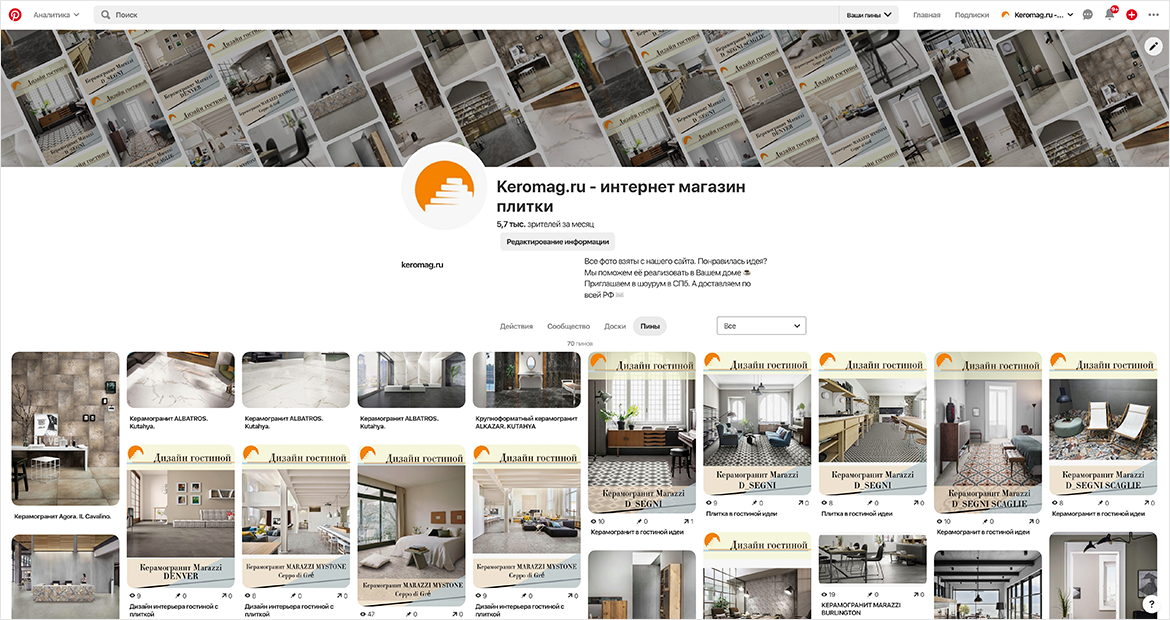 Аналитика
Поиск
Ваши пины
Главная
Подписки
Keromag.ru -...
9+
Keromag.ru - интернет магазин
плитки
5,7 тыс. зрителей за месяц
Редактирование информации
keromag.ru
Все фото взяты с нашего сайта. Понравилась идея?
Мы поможем её реализовать в Вашем доме
Приглашаем в шоурум в СПб. А доставляем по
всей РФ
Действия
Сообщество
Доски
Пины
Все
70 пинов
Керамогранит Agora. IL Cavalino.
Керамогранит ALBATROS.
Kutahya.
Дизайн гостиной
Керамогранит Marazzi
DENVER
9 0 0
Дизайн интерьера гостиной с
плиткой
Керамогранит ALBATROS.
Kutahya.
Дизайн гостиной
Керамогранит MARAZZI MYSTONE
Ceppo di Gré
8 0 0
Дизайн интерьера гостиной с
плиткой
Керамогранит ALBATROS.
Kutahya.
Дизайн гостиной
Керамогранит MARAZZI MYSTONE
Ceppo di Gré
47 0 0
Крупноформатный керамогранит
ALKAZAR. KUTAHYA
Дизайн гостиной
Керамогранит MARAZZI MYSTONE
Ceppo di Gré
9 0 0
Дизайн интерьера гостиной с
плиткой
Дизайн гостиной
Керамогранит Marazzi
D_SEGNI
10 0 1
Керамогранит в гостиной идеи
Дизайн гостиной
Керамогранит Marazzi
D_SEGNI
9 0 0
Плитка в гостиной идеи
Дизайн гостиной
Дизайн гостиной
Керамогранит Marazzi
D_SEGNI
8 0 0
Плитка в гостиной идеи
19 0 0
КЕРАМОГРАНИТ MARAZZI
BURLINGTON
Дизайн гостиной
Керамогранит Marazzi
D_SEGNI SCAGLIE
10 0 0
Керамогранит в гостиной идеи
Дизайн гостиной
Керамогранит Marazzi
D_SEGNI SCAGLIE
8 0 0
Керамогранит в гостиной идеи
?